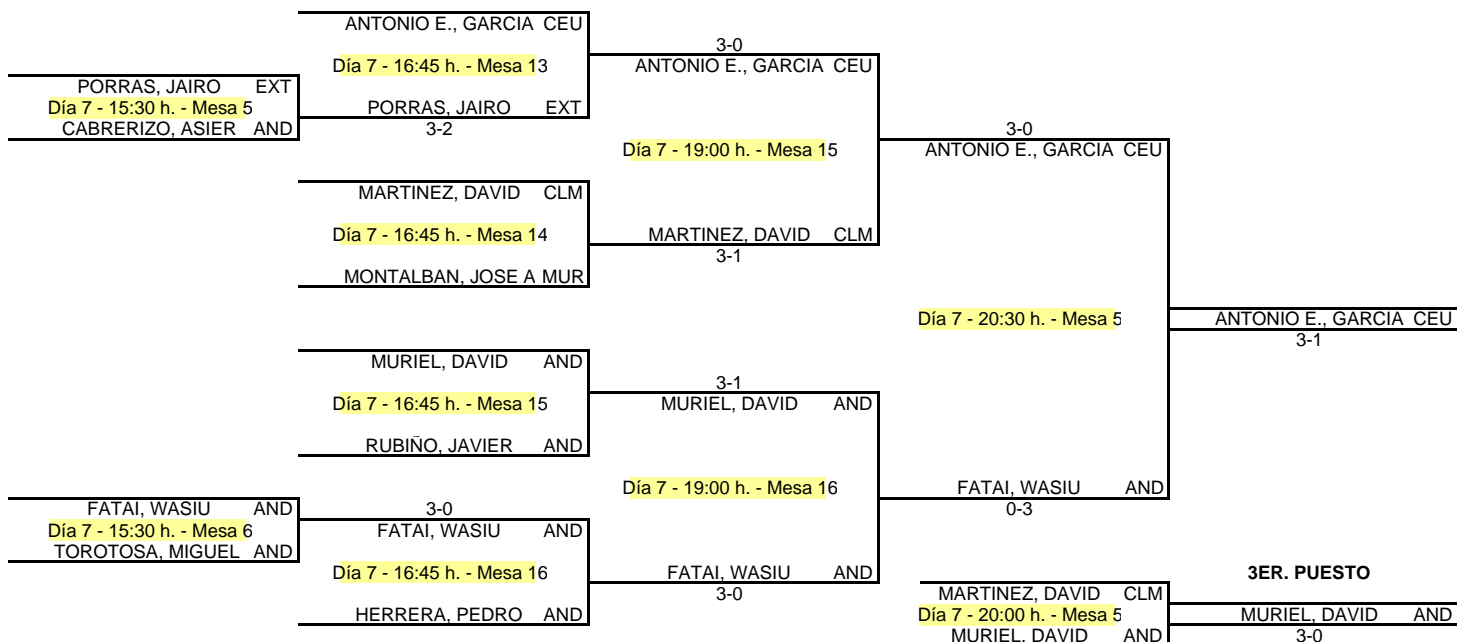 ANTONIO E., GARCIA CEU
Día 7 - 16:45 h. - Mesa 13
3-0
ANTONIO E., GARCIA CEU
PORRAS, JAIRO EXT
Día 7 - 15:30 h. - Mesa 5
CABRERIZO, ASIER AND
PORRAS, JAIRO EXT
3-2
Día 7 - 19:00 h. - Mesa 15
3-0
ANTONIO E., GARCIA CEU
MARTINEZ, DAVID CLM
Día 7 - 16:45 h. - Mesa 14
MONTALBAN, JOSE A MUR
MARTINEZ, DAVID CLM
3-1
Día 7 - 20:30 h. - Mesa 5
ANTONIO E., GARCIA CEU
3-1
MURIEL, DAVID AND
Día 7 - 16:45 h. - Mesa 15
RUBIÑO, JAVIER AND
3-1
MURIEL, DAVID AND
Día 7 - 19:00 h. - Mesa 16
FATAI, WASIU AND
0-3
FATAI, WASIU AND
Día 7 - 15:30 h. - Mesa 6
TOROTOSA, MIGUEL AND
3-0
FATAI, WASIU AND
Día 7 - 16:45 h. - Mesa 16
HERRERA, PEDRO AND
FATAI, WASIU AND
3-0
3ER. PUESTO
MARTINEZ, DAVID CLM
Día 7 - 20:00 h. - Mesa 5
MURIEL, DAVID AND
MURIEL, DAVID AND
3-0